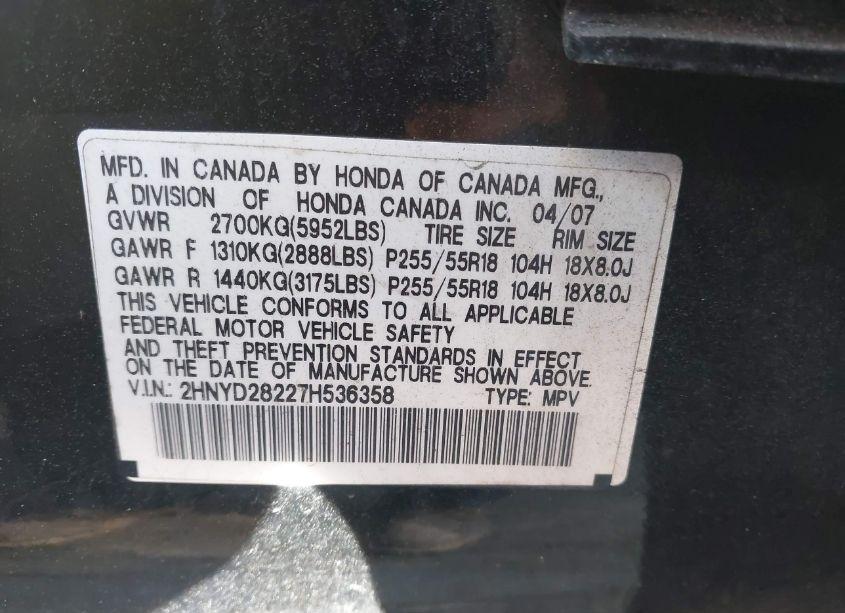 MFD. IN CANADA BY HONDA OF CANADA MFG.,
A DIVISION OF HONDA CANADA INC. 04/07
GVWR 2700KG(5952LBS) TIRE SIZE RIM SIZE
GAWR F 1310KG(2888LBS) P255/55R18 104H 18X8.0J
GAWR R 1440KG(3175LBS) P255/55R18 104H 18X8.0J
THIS VEHICLE CONFORMS TO ALL APPLICABLE
FEDERAL MOTOR VEHICLE SAFETY
AND THEFT PREVENTION STANDARDS IN EFFECT
ON THE DATE OF MANUFACTURE SHOWN ABOVE.
V.I.N.: 2HNYD28227H536358 TYPE: MPV